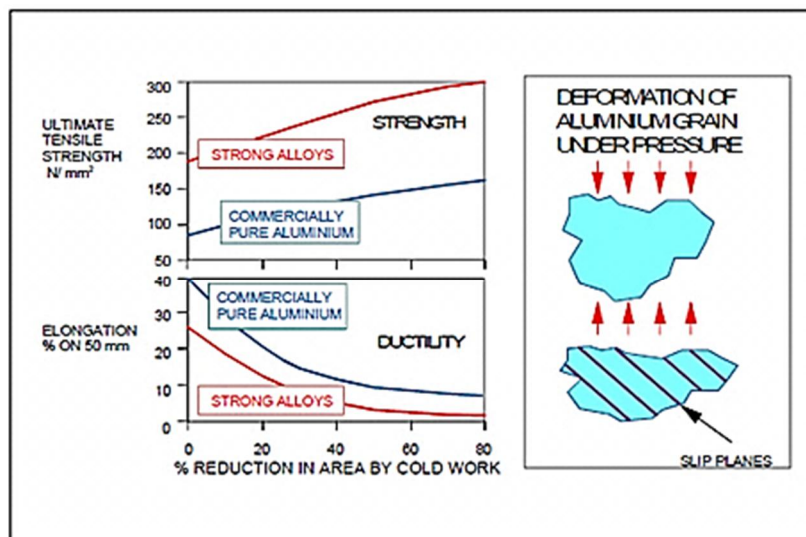 300
250
200
150
100
50
ULTIMATE
TENSILE
STRENGTH
N/ mm²
STRENGTH
STRONG ALLOYS
COMMERCIALLY
PURE ALUMINIUM
40
30
20
10
0
ELONGATION
% ON 50 mm
COMMERCIALLY
PURE ALUMINIUM
DUCTILITY
STRONG ALLOYS
0 20 40 60 80
% REDUCTION IN AREA BY COLD WORK
DEFORMATION OF
ALUMINIUM GRAIN
UNDER PRESSURE
SLIP PLANES